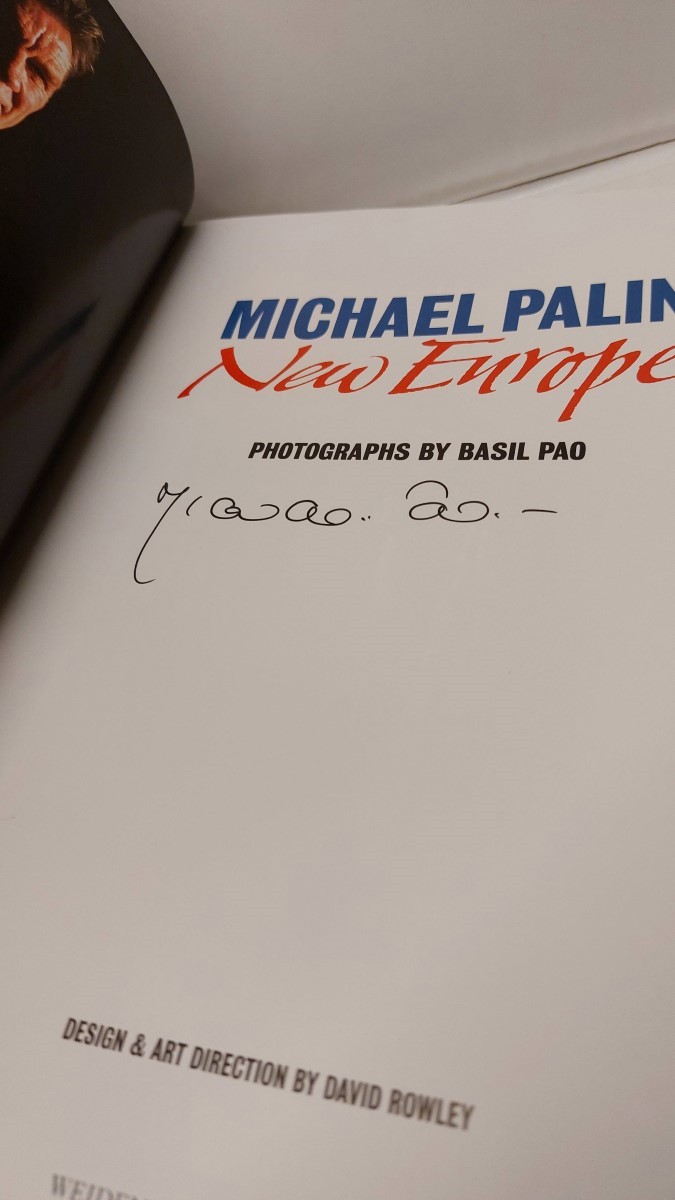 MICHAEL PALIN
New Europe
PHOTOGRAPHS BY BASIL PAO
DESIGN & ART DIRECTION BY DAVID ROWLEY